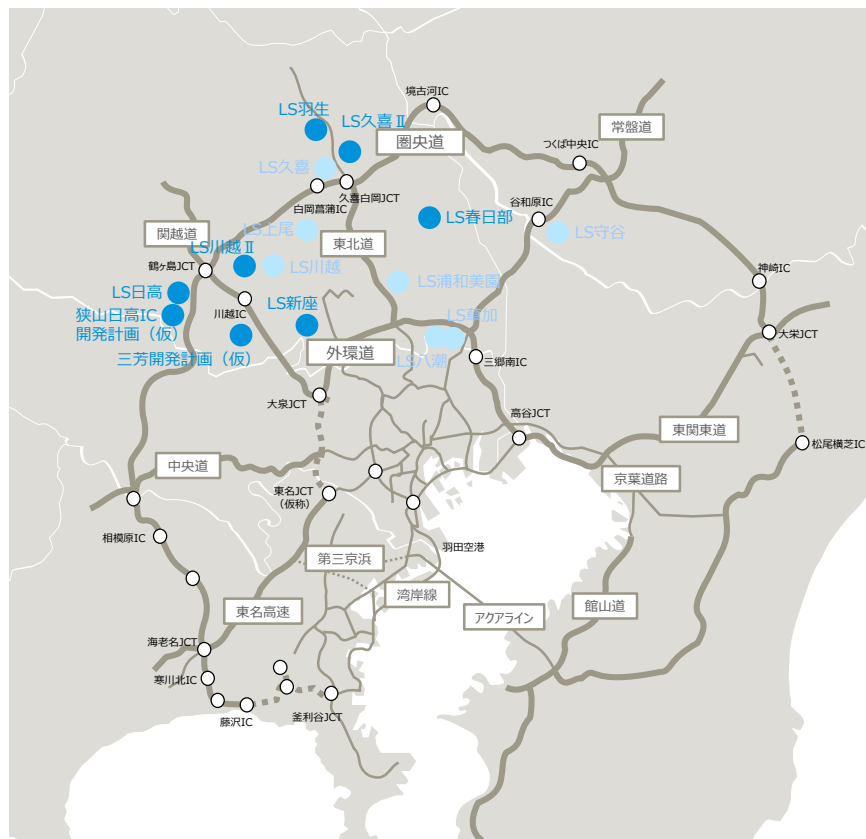 境古河IC
LS羽生
LS久喜Ⅱ
常盤道
圏央道
つくば中央IC
LS久喜
久喜白岡JCT
白岡菖蒲IC
LS春日部
谷和原IC
LS守谷
関越道
LS上尾
東北道
LS川越Ⅱ
鶴ヶ島JCT
LS川越
LS浦和美園
神崎IC
LS日高
狭山日高IC
開発計画（仮）
川越IC
LS新座
LS草加
大栄JCT
三芳開発計画（仮）
外環道
LS八潮
三郷南IC
大泉JCT
高谷JCT
東関東道
松尾横芝IC
中央道
京葉道路
東名JCT
（仮称）
相模原IC
羽田空港
第三京浜
湾岸線
東名高速
アクアライン
館山道
海老名JCT
寒川北IC
藤沢IC
釜利谷JCT